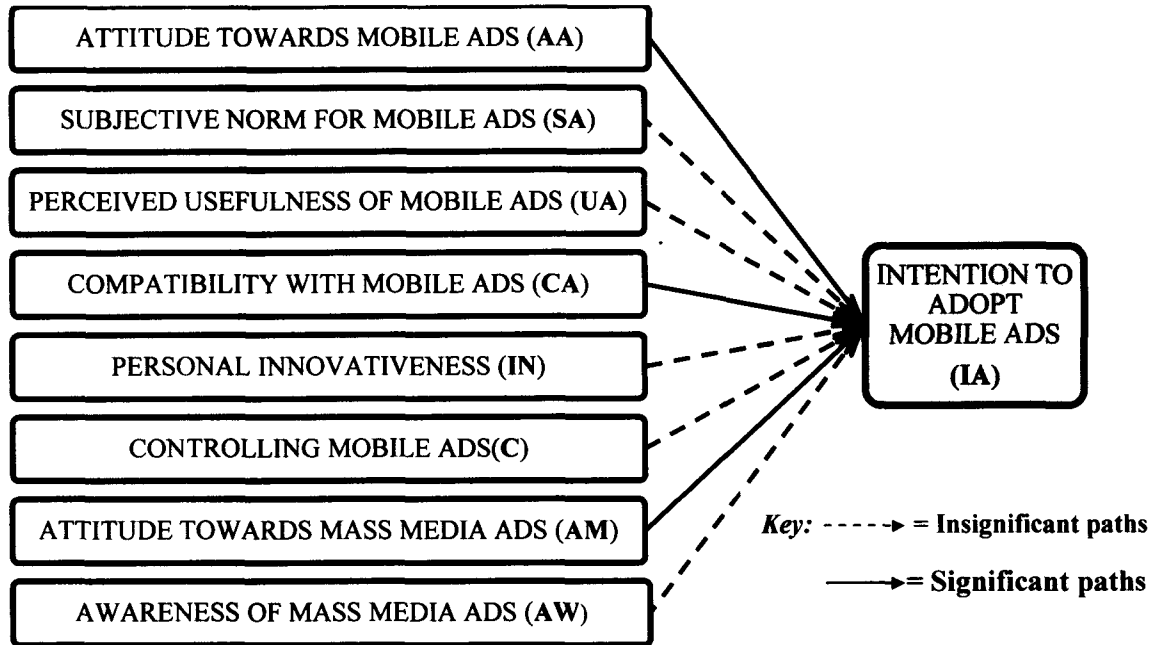 ATTITUDE TOWARDS MOBILE ADS (AA)
SUBJECTIVE NORM FOR MOBILE ADS (SA)
PERCEIVED USEFULNESS OF MOBILE ADS (UA)
COMPATIBILITY WITH MOBILE ADS (CA)
PERSONAL INNOVATIVENESS (IN)
CONTROLLING MOBILE ADS(C)
ATTITUDE TOWARDS MASS MEDIA ADS (AM)
AWARENESS OF MASS MEDIA ADS (AW)
INTENTION TO
ADOPT
MOBILE ADS
(IA)
Key: = Insignificant paths
= Significant paths